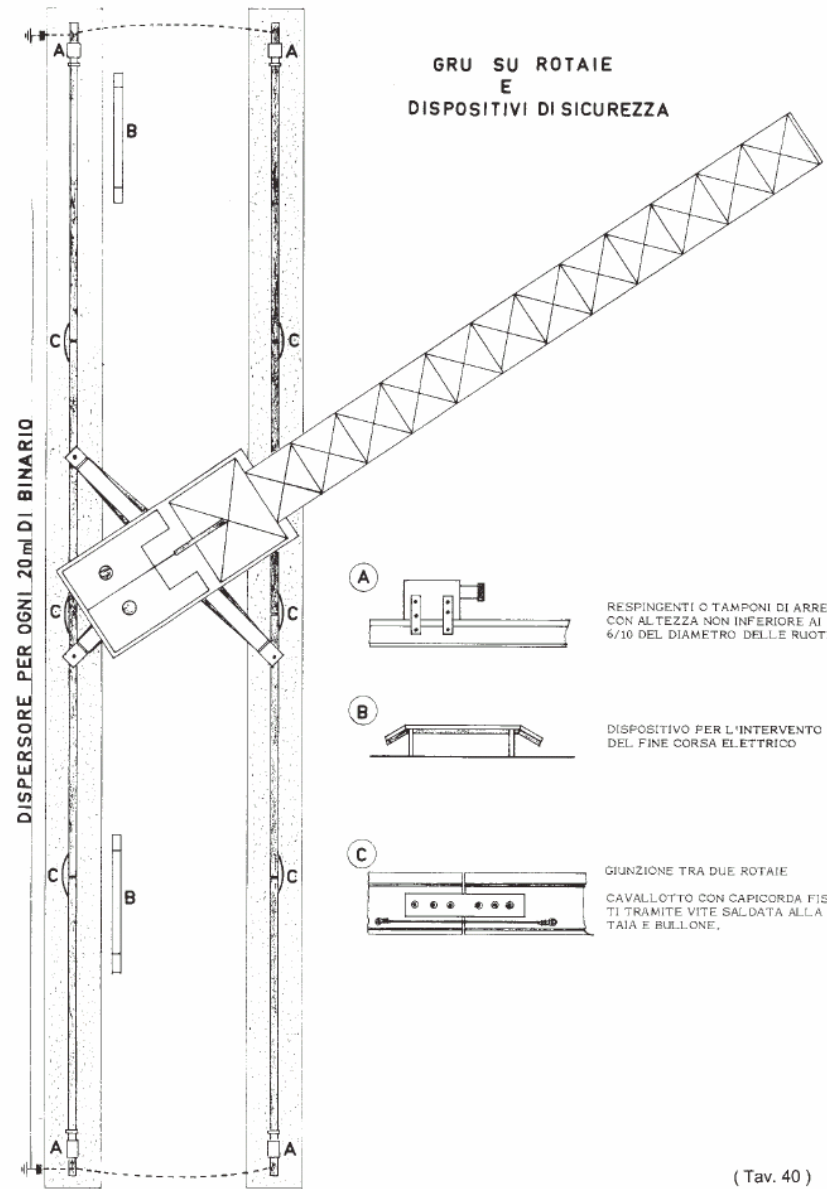 GRU SU ROTAIE
E
DISPOSITIVI DI SICUREZZA
A
A
B
C
C
DISPERSORE PER OGNI 20ml DI BINARIO
C
C
C
C
B
A
A
A
RESPINGENTI O TAMPONI DI ARRE
CON ALTEZZA NON INFERIORE AI
6/10 DEL DIAMETRO DELLE RUOT
B
DISPOSITIVO PER L'INTERVENTO
DEL FINE CORSA ELETTRICO
C
GIUNZIONE TRA DUE ROTAIE
CAVALLOTTO CON CAPICORDA FIS
TI TRAMITE VITE SALDATA ALLA
TAIA E BULLONE.
( Tav. 40 )